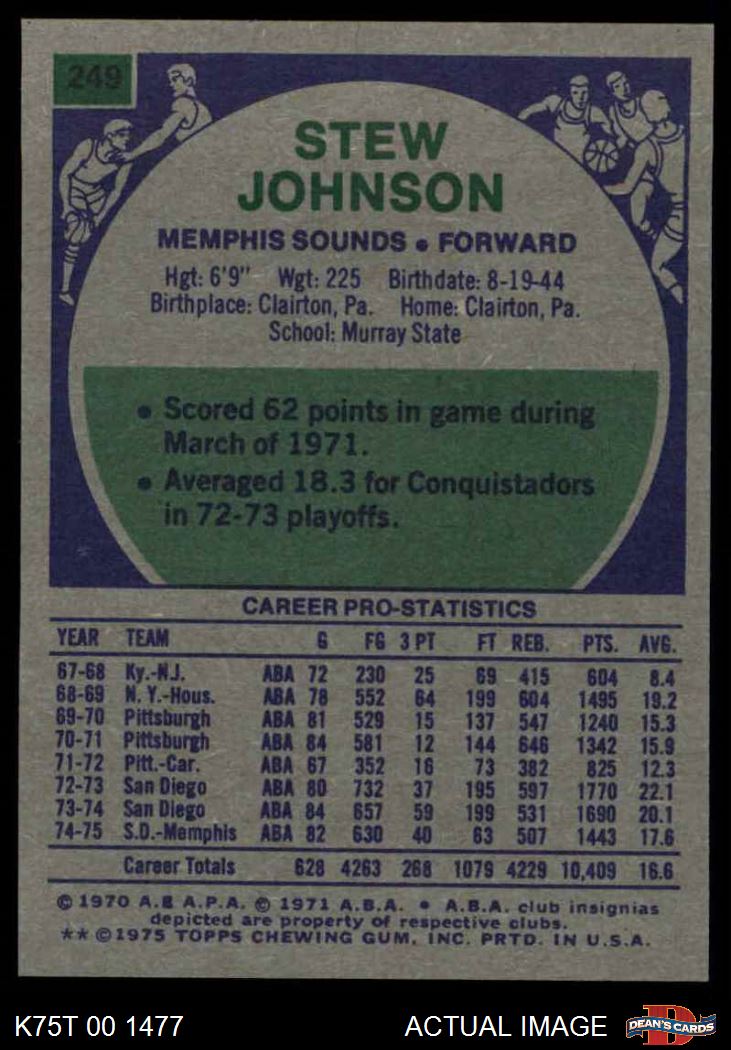 249
STEW
JOHNSON
MEMPHIS SOUNDS • FORWARD
Hgt: 6'9" Wgt: 225 Birthdate: 8-19-44
Birthplace: Clairton, Pa. Home: Clairton, Pa.
School: Murray State
• Scored 62 points in game during
March of 1971.
• Averaged 18.3 for Conquistadors
in 72-73 playoffs.
CAREER PRO-STATISTICS
YEAR TEAM G FG 3 PT FT REB. PTS. AVG.
67-68 Ky.-N.J. ABA 72 230 25 69 415 604 8.4
68-69 N.Y.-Hous. ABA 78 552 64 199 604 1495 19.2
69-70 Pittsburgh ABA 81 529 15 137 547 1240 15.3
70-71 Pittsburgh ABA 84 581 12 144 646 1342 15.9
71-72 Pitt.-Car. ABA 67 352 16 73 382 825 12.3
72-73 San Diego ABA 80 732 37 195 597 1770 22.1
73-74 San Diego ABA 84 657 59 199 531 1690 20.1
74-75 S.D.-Memphis ABA 82 630 40 63 507 1443 17.6
Career Totals 628 4263 268 1079 4229 10,409 16.6
© 1970 A.B.A.P.A. © 1971 A.B.A. • A.B.A. club insignias
depicted are property of respective clubs.
** © 1975 TOPPS CHEWING GUM, INC. PRTD. IN U.S.A.
K75T 00 1477 ACTUAL IMAGE D DEAN'S CARDS